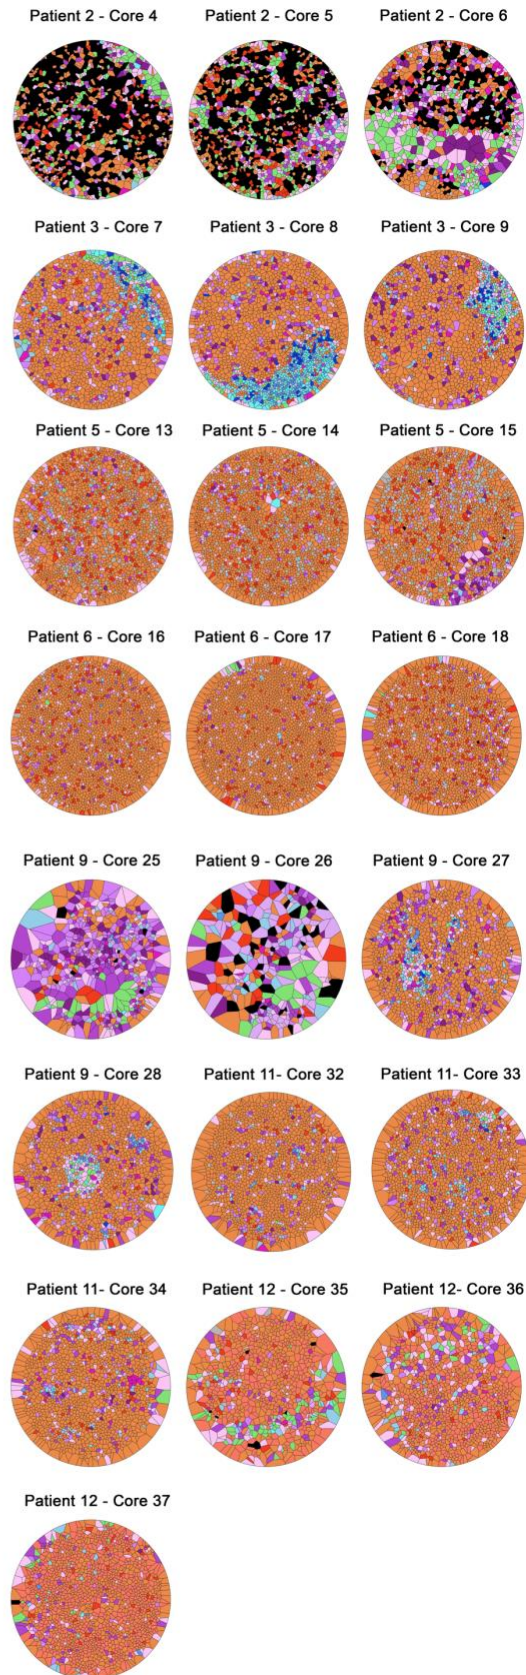 Patient 2 - Core 4
Patient 2 - Core 5
Patient 2 - Core 6
Patient 3 - Core 7
Patient 3 - Core 8
Patient 3 - Core 9
Patient 5 - Core 13
Patient 5 - Core 14
Patient 5 - Core 15
Patient 6 - Core 16
Patient 6 - Core 17
Patient 6 - Core 18
Patient 9 - Core 25
Patient 9 - Core 26
Patient 9 - Core 27
Patient 9 - Core 28
Patient 11- Core 32
Patient 11- Core 33
Patient 11- Core 34
Patient 12 - Core 35
Patient 12- Core 36
Patient 12 - Core 37